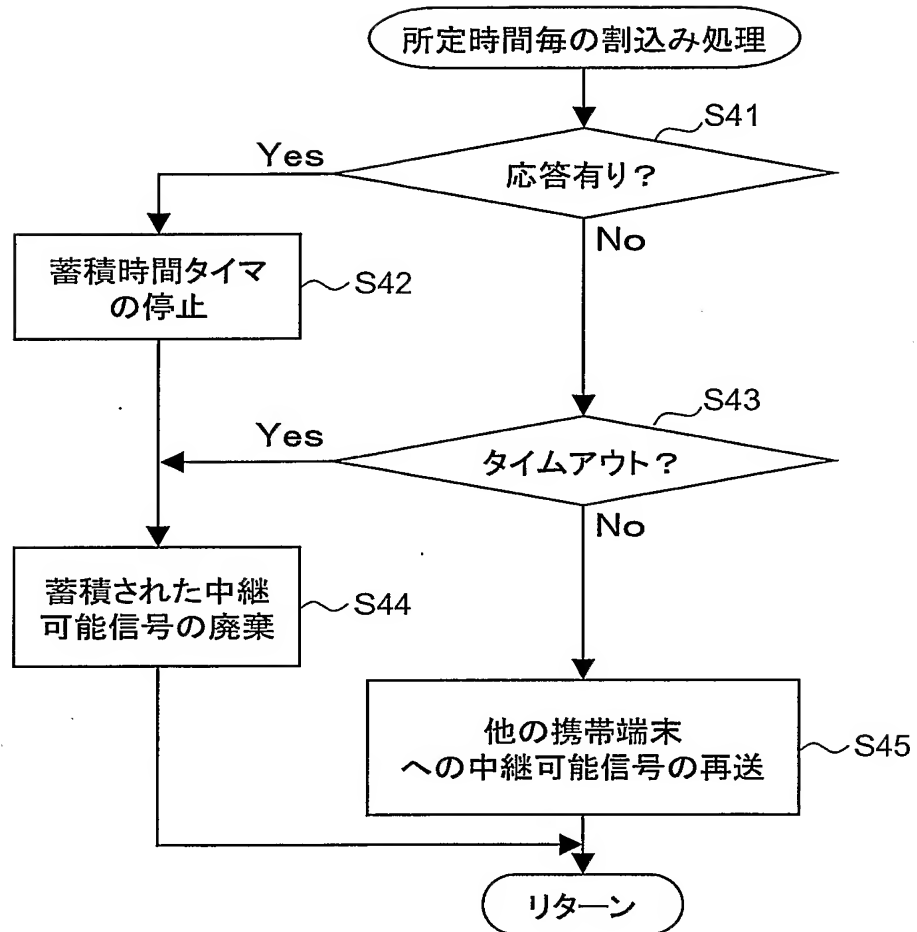 所定時間毎の割込み処理
S41
応答有り?
Yes
No
蓄積時間タイマ
の停止
S42
S43
タイムアウト?
Yes
No
蓄積された中継
可能信号の廃棄
S44
他の携帯端末
への中継可能信号の再送
S45
リターン